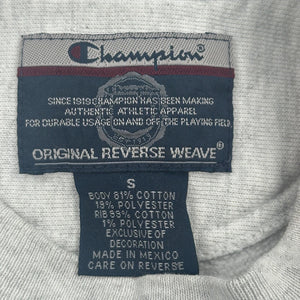 Champion®
SINCE 1919 CHAMPION HAS BEEN MAKING
AUTHENTIC ATHLETIC APPAREL
FOR DURABLE USAGE ON AND OFF THE PLAYING FIELD
ORIGINAL REVERSE WEAVE®
S
BODY 81% COTTON
19% POLYESTER
RIB 99% COTTON
1% POLYESTER
EXCLUSIVE OF
DECORATION
MADE IN MEXICO
CARE ON REVERSE